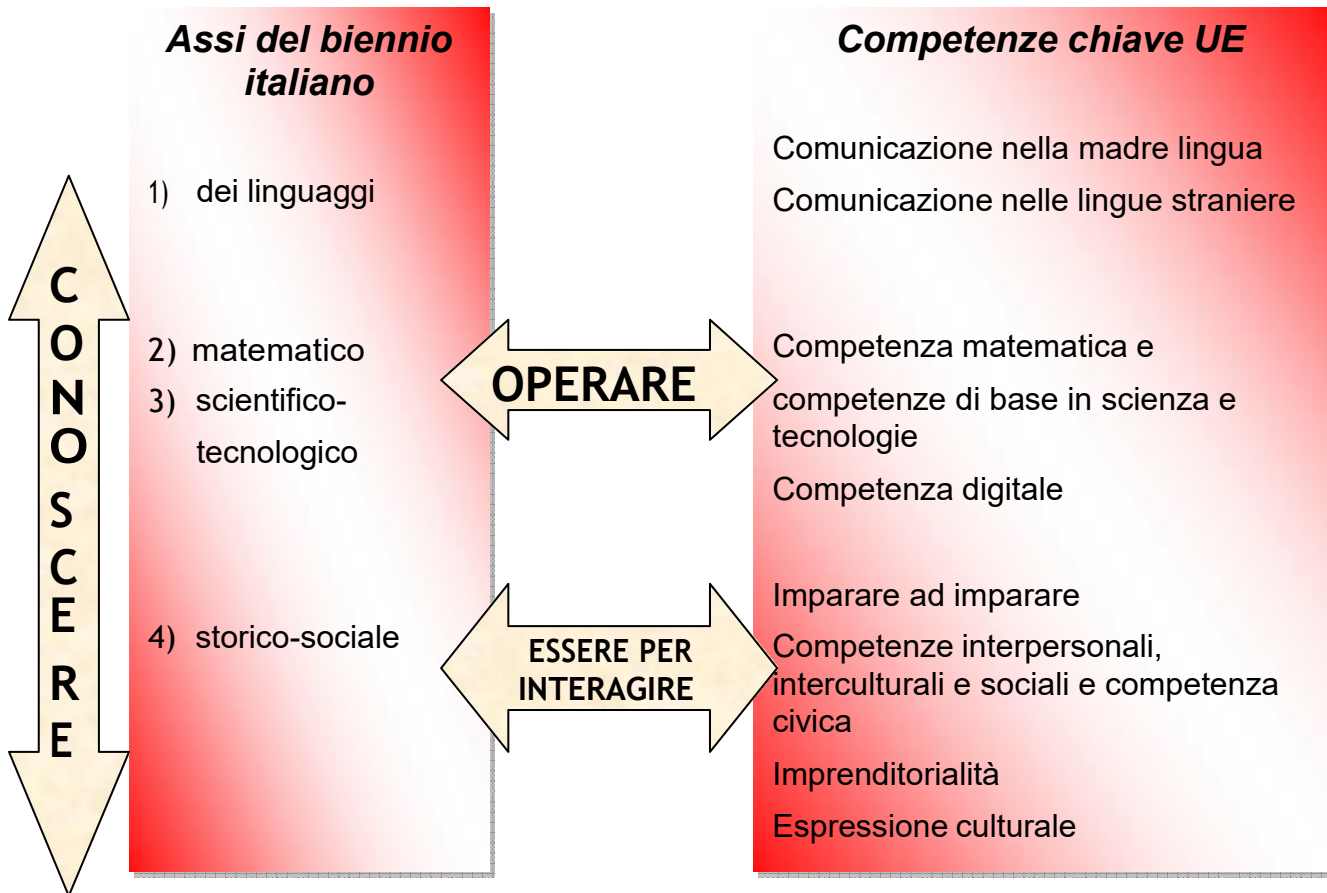 Assi del biennio
italiano
1) dei linguaggi
2) matematico
3) scientifico-
tecnologico
4) storico-sociale
CONOSCERE
OPERARE
ESSERE PER
INTERAGIRE
Competenze chiave UE
Comunicazione nella madre lingua
Comunicazione nelle lingue straniere
Competenza matematica e
competenze di base in scienza e
tecnologie
Competenza digitale
Imparare ad imparare
Competenze interpersonali,
interculturali e sociali e competenza
civica
Imprenditorialità
Espressione culturale